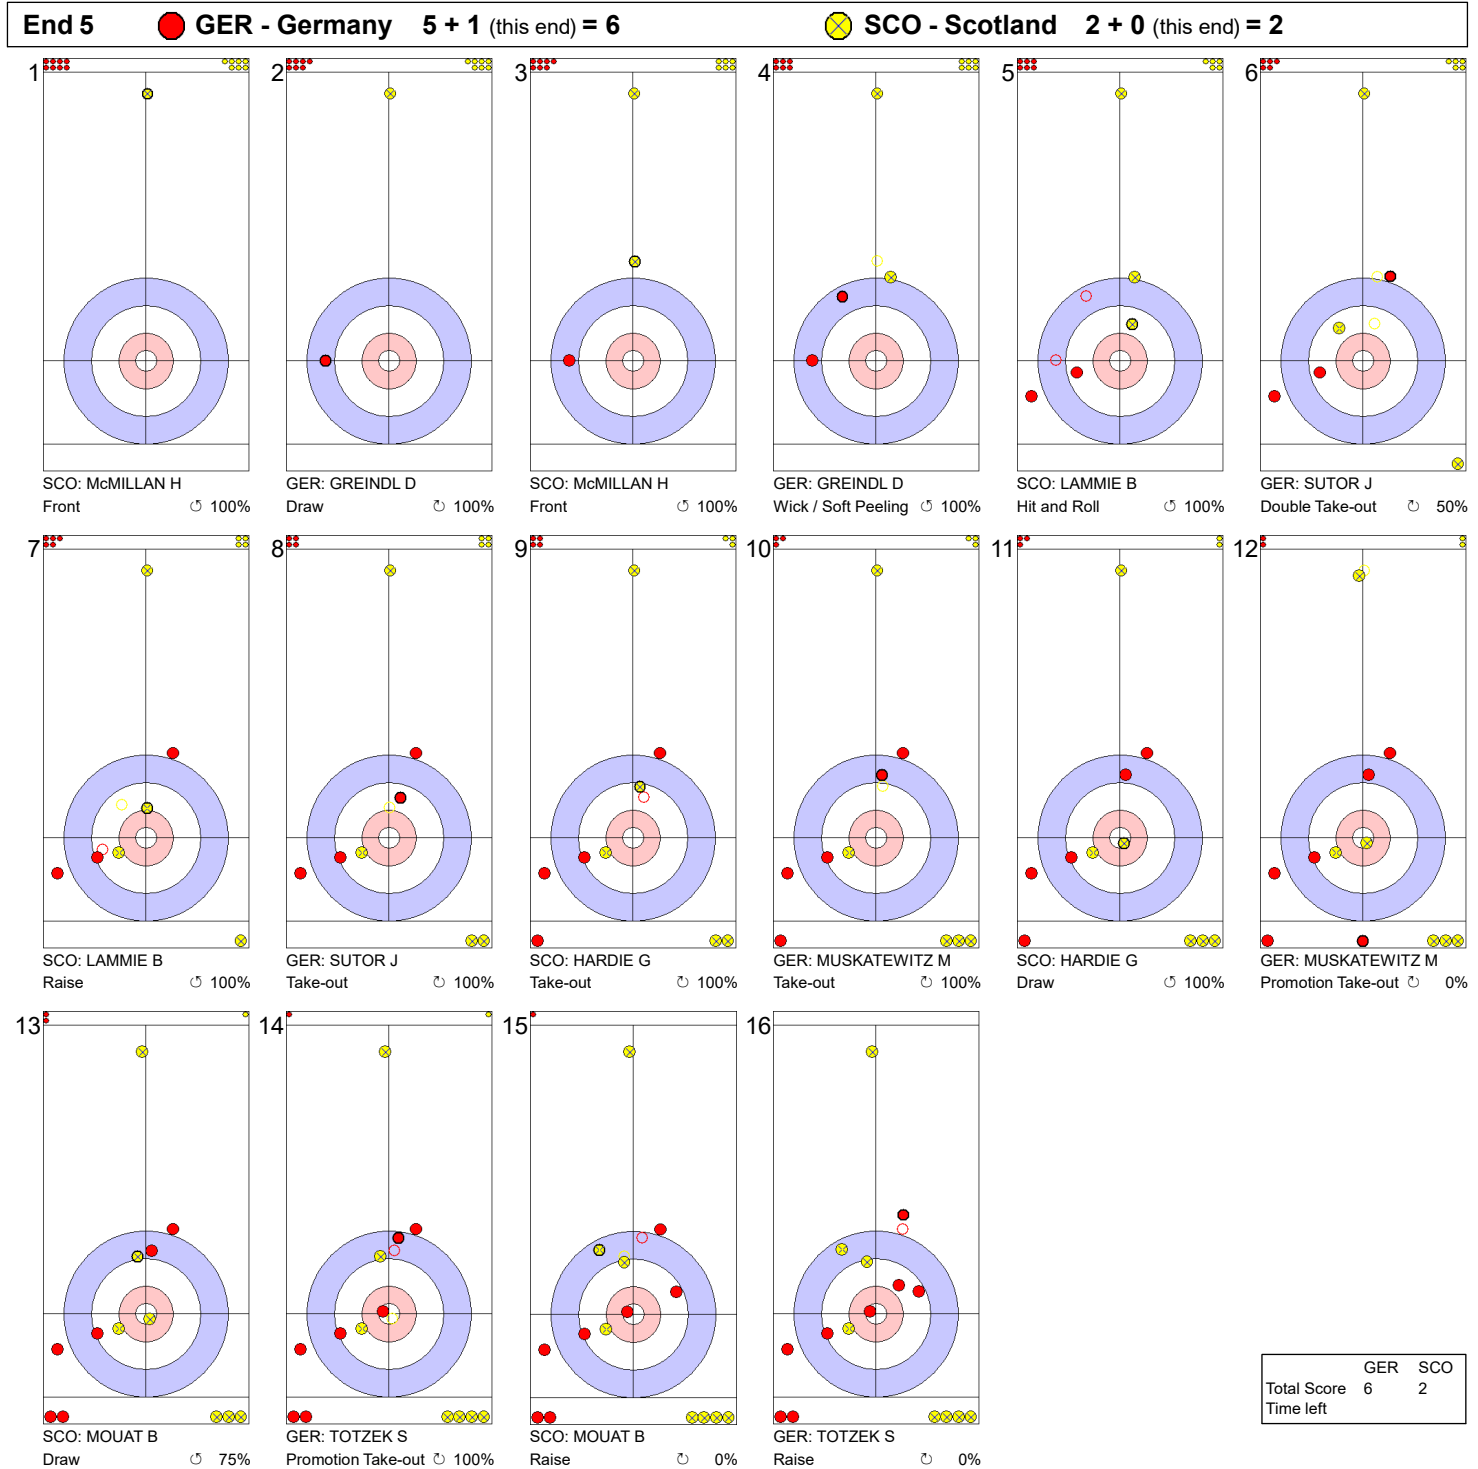 End 5 GER - Germany 5 + 1 (this end) = 6 SCO - Scotland 2 + 0 (this end) = 2
1 2 3 4 5 6
SCO: McMILLAN H GER: GREINDL D SCO: McMILLAN H GER: GREINDL D SCO: LAMMIE B GER: SUTOR J
Front ↺ 100% Draw ↻ 100% Front ↺ 100% Wick / Soft Peeling ↺ 100% Hit and Roll ↺ 100% Double Take-out ↻ 50%
7 8 9 10 11 12
SCO: LAMMIE B GER: SUTOR J SCO: HARDIE G GER: MUSKATEWITZ M SCO: HARDIE G GER: MUSKATEWITZ M
Raise ↺ 100% Take-out ↻ 100% Take-out ↻ 100% Take-out ↻ 100% Draw ↺ 100% Promotion Take-out ↻ 0%
13 14 15 16
SCO: MOUAT B GER: TOTZEK S SCO: MOUAT B GER: TOTZEK S
Draw ↺ 75% Promotion Take-out ↺ 100% Raise ↻ 0% Raise ↻ 0%
GER SCO
Total Score 6 2
Time left